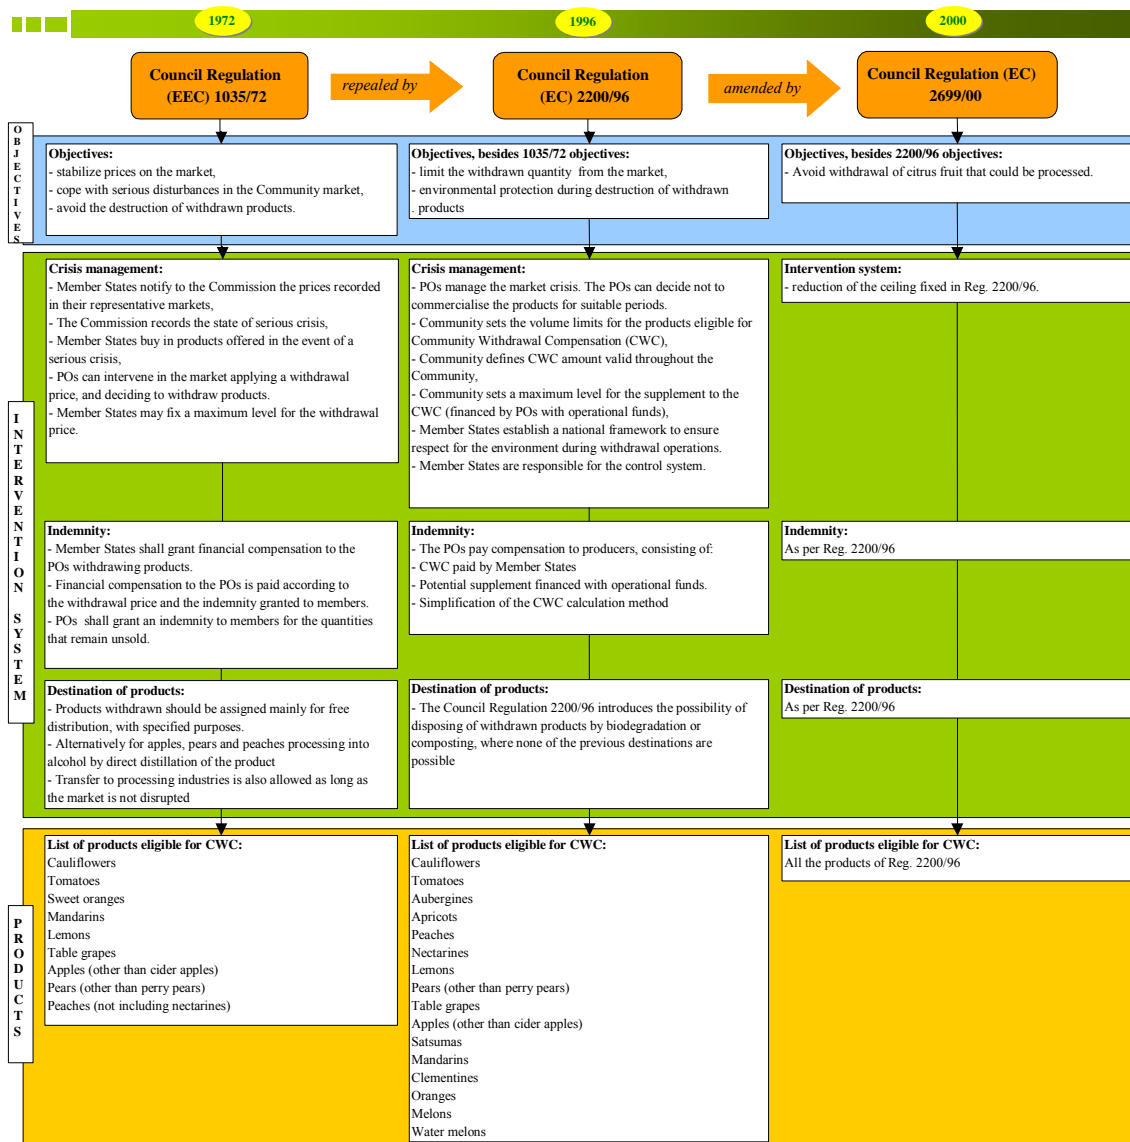 1972
1996
2000
Council Regulation
(EEC) 1035/72
repealed by
Council Regulation
(EC) 2200/96
amended by
Council Regulation (EC)
2699/00
OBJECTIVES
Objectives:
- stabilize prices on the market,
- cope with serious disturbances in the Community market,
- avoid the destruction of withdrawn products.
Objectives, besides 1035/72 objectives:
- limit the withdrawn quantity from the market,
- environmental protection during destruction of withdrawn
. products
Objectives, besides 2200/96 objectives:
- Avoid withdrawal of citrus fruit that could be processed.
INTERVENTION SYSTEM
Crisis management:
- Member States notify to the Commission the prices recorded
in their representative markets,
- The Commission records the state of serious crisis,
- Member States buy in products offered in the event of a
serious crisis,
- POs can intervene in the market applying a withdrawal
price, and deciding to withdraw products.
- Member States may fix a maximum level for the withdrawal
price.
Crisis management:
- POs manage the market crisis. The POs can decide not to
commercialise the products for suitable periods.
- Community sets the volume limits for the products eligible for
Community Withdrawal Compensation (CWC),
- Community defines CWC amount valid throughout the
Community,
- Community sets a maximum level for the supplement to the
CWC (financed by POs with operational funds),
- Member States establish a national framework to ensure
respect for the environment during withdrawal operations.
- Member States are responsible for the control system.
Intervention system:
- reduction of the ceiling fixed in Reg. 2200/96.
Indemnity:
- Member States shall grant financial compensation to the
POs withdrawing products.
- Financial compensation to the POs is paid according to
the withdrawal price and the indemnity granted to members.
- POs shall grant an indemnity to members for the quantities
that remain unsold.
Indemnity:
- The POs pay compensation to producers, consisting of:
- CWC paid by Member States
- Potential supplement financed with operational funds.
- Simplification of the CWC calculation method
Indemnity:
As per Reg. 2200/96
Destination of products:
- Products withdrawn should be assigned mainly for free
distribution, with specified purposes.
- Alternatively for apples, pears and peaches processing into
alcohol by direct distillation of the product
- Transfer to processing industries is also allowed as long as
the market is not disrupted
Destination of products:
- The Council Regulation 2200/96 introduces the possibility of
disposing of withdrawn products by biodegradation or
composting, where none of the previous destinations are
possible
Destination of products:
As per Reg. 2200/96
PRODUCTS
List of products eligible for CWC:
Cauliflowers
Tomatoes
Sweet oranges
Mandarins
Lemons
Table grapes
Apples (other than cider apples)
Pears (other than perry pears)
Peaches (not including nectarines)
List of products eligible for CWC:
Cauliflowers
Tomatoes
Aubergines
Apricots
Peaches
Nectarines
Lemons
Pears (other than perry pears)
Table grapes
Apples (other than cider apples)
Satsumas
Mandarins
Clementines
Oranges
Melons
Water melons
List of products eligible for CWC:
All the products of Reg. 2200/96